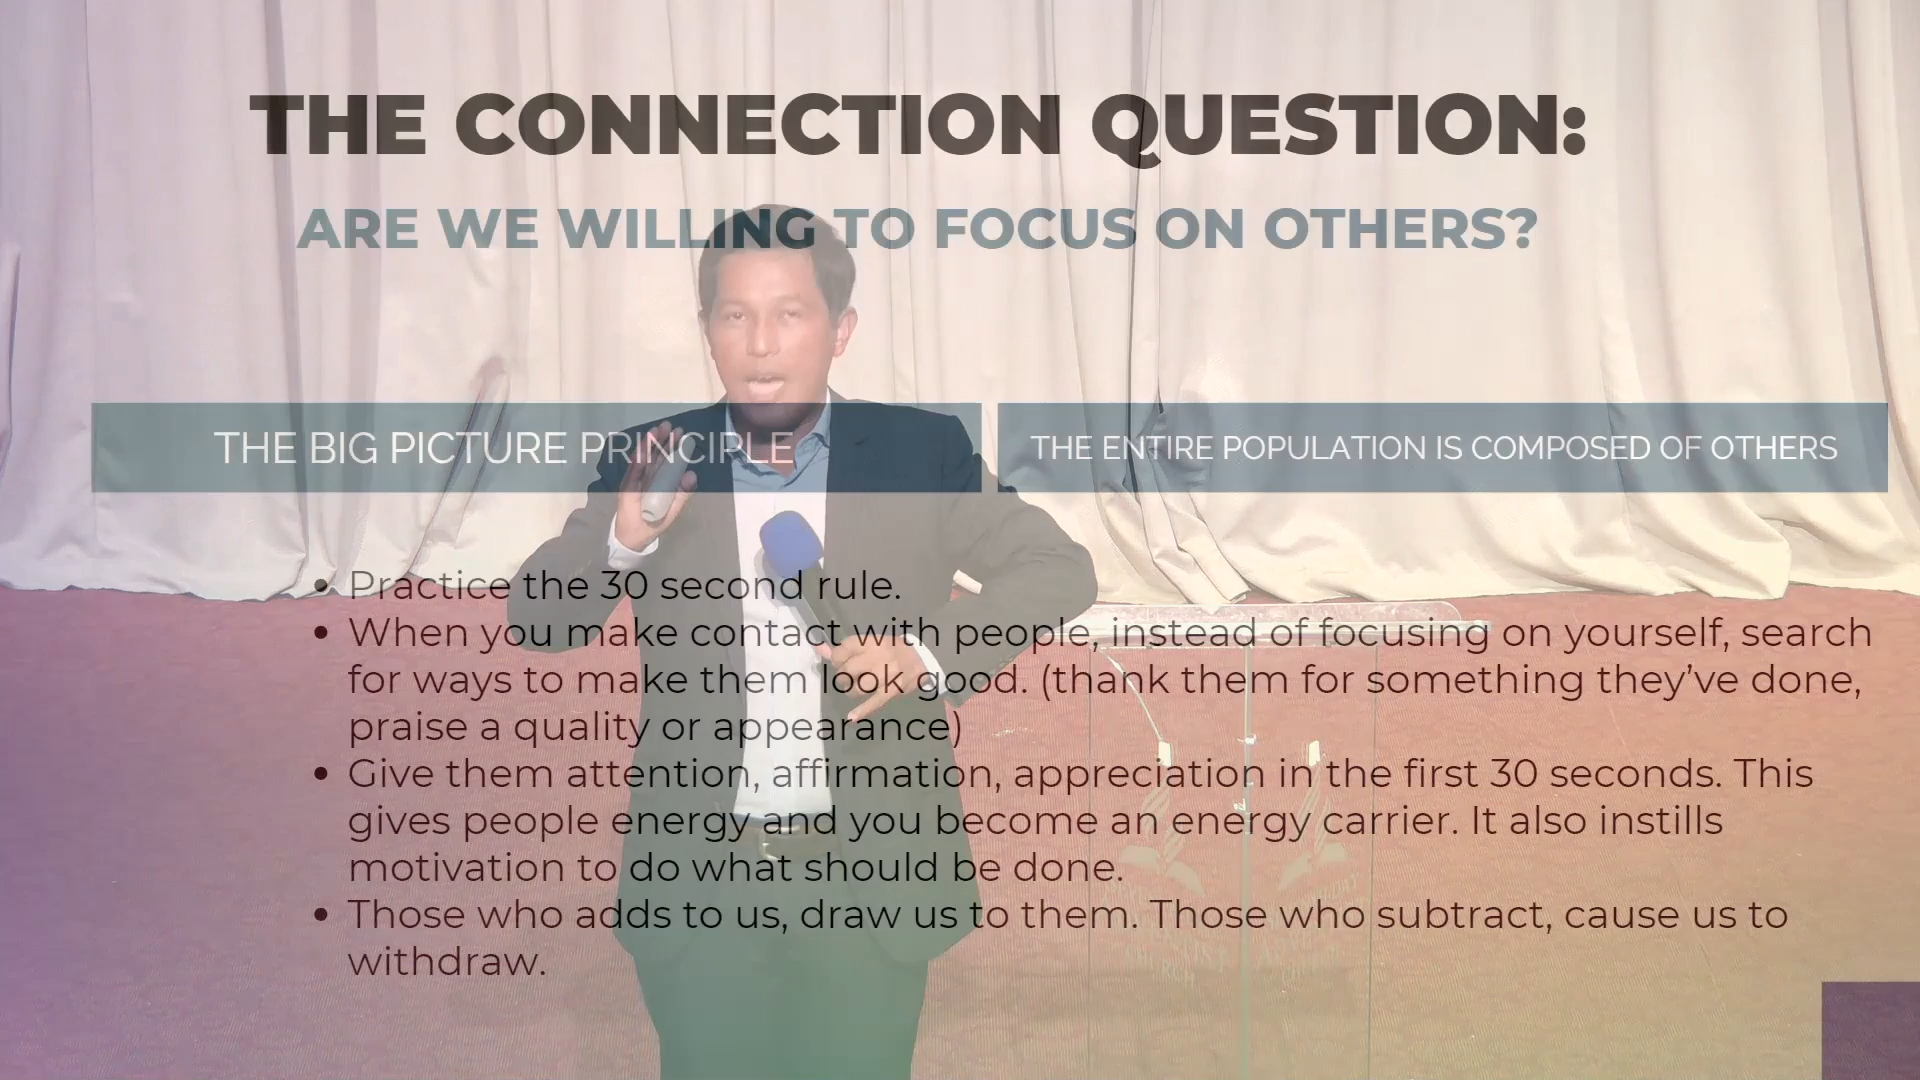 THE CONNECTION QUESTION:
ARE WE WILLING TO FOCUS ON OTHERS?
THE BIG PICTURE PRINCIPLE
THE ENTIRE POPULATION IS COMPOSED OF OTHERS
• Practice the 30 second rule.
• When you make contact with people, instead of focusing on yourself, search
for ways to make them look good. (thank them for something they’ve done,
praise a quality or appearance)
• Give them attention, affirmation, appreciation in the first 30 seconds. This
gives people energy and you become an energy carrier. It also instills
motivation to do what should be done.
• Those who adds to us, draw us to them. Those who subtract, cause us to
withdraw.
CHURCH